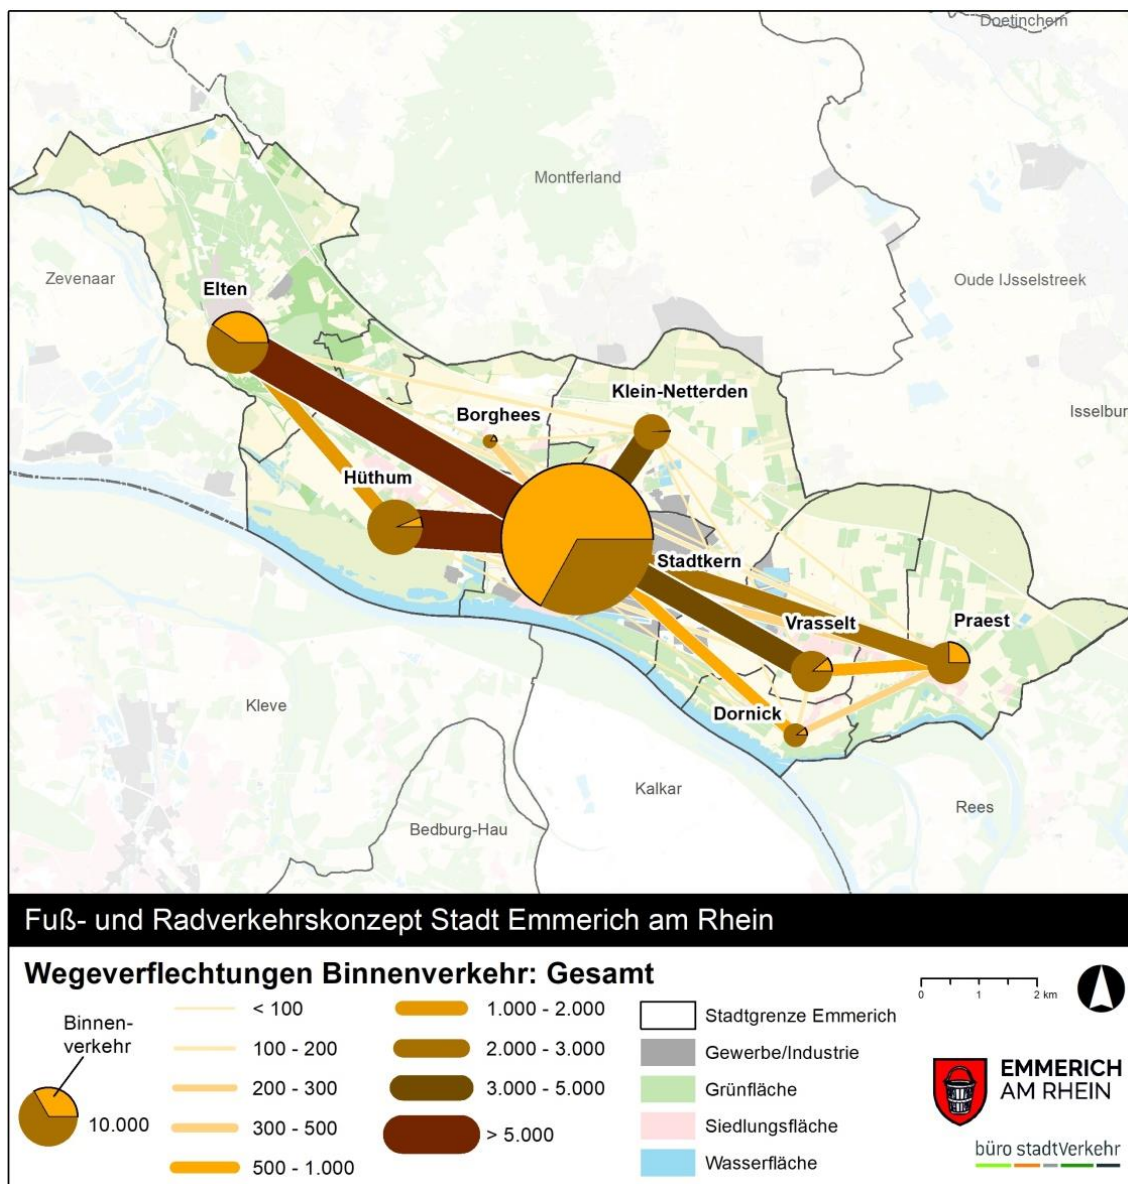 Doetinchem
Montferland
Zevenaar
Oude IJsselstreek
Elten
Klein-Netterden
Borghees
Isselbur
Hüthum
Stadtkern
Vrasselt
Praest
Dornick
Kleve
Kalkar
Rees
Bedburg-Hau
Fuß- und Radverkehrskonzept Stadt Emmerich am Rhein
Wegeverflechtungen Binnenverkehr: Gesamt
Binnen-
verkehr
10.000
< 100
100 - 200
200 - 300
300 - 500
500 - 1.000
1.000 - 2.000
2.000 - 3.000
3.000 - 5.000
> 5.000
Stadtgrenze Emmerich
Gewerbe/Industrie
Grünfläche
Siedlungsfläche
Wasserfläche
0 1 2 km
EMMERICH
AM RHEIN
büro stadtVerkehr